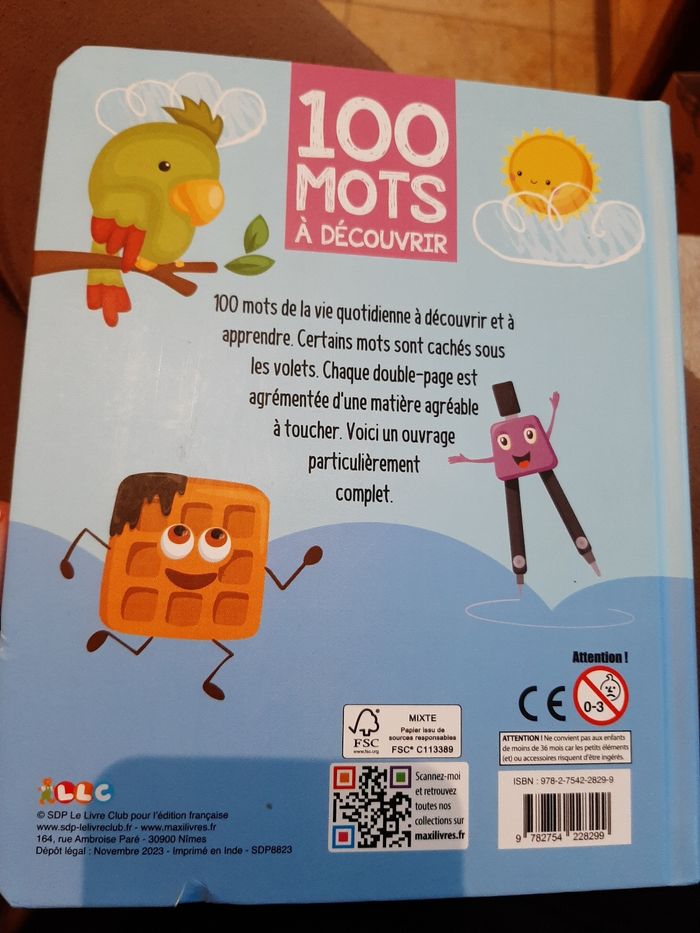 100
MOTS
À DÉCOUVRIR
100 mots de la vie quotidienne à découvrir et à
apprendre. Certains mots sont cachés sous
les volets. Chaque double-page est
agrémentée d'une matière agréable
à toucher. Voici un ouvrage
particulièrement
complet.
Attention !
CE
0-3
ATTENTION ! Ne convient pas aux enfants
de moins de 36 mois car les petits éléments
(et) ou accessoires risquent d'être ingérés.
FSC
www.fsc.org
MIXTE
Papier issu de
sources responsables
FSC® C113389
Scannez-moi
et retrouvez
toutes nos
collections sur
maxilivres.fr
ISBN : 978-2-7542-2829-9
9 782754 228299
LLC
© SDP Le Livre Club pour l'édition française
www.sdp-lelivreclub.fr - www.maxilivres.fr
164, rue Ambroise Paré - 30900 Nîmes
Dépôt légal : Novembre 2023 - Imprimé en Inde - SDP8823